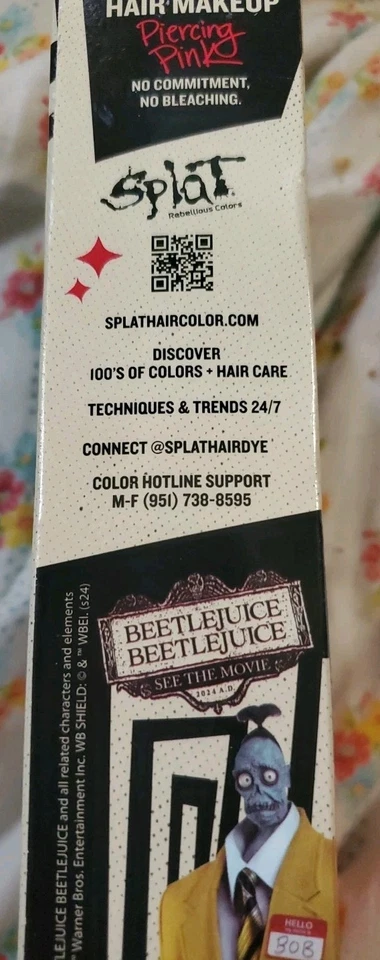 HAIR MAKEUP
Piercing
Pink
NO COMMITMENT,
NO BLEACHING.
Splat
Rebellious Colors
SPLATHAIRCOLOR.COM
DISCOVER
100'S OF COLORS + HAIR CARE
TECHNIQUES & TRENDS 24/7
CONNECT @SPLATHAIRDYE
COLOR HOTLINE SUPPORT
M-F (951) 738-8595
BEETLEJUICE
BEETLEJUICE
SEE THE MOVIE
2024 A.D.
HELLO
BOB
BEETLEJUICE and all related characters and elements
Warner Bros. Entertainment Inc. WB SHIELD: © & ™ WBEI. (s24)